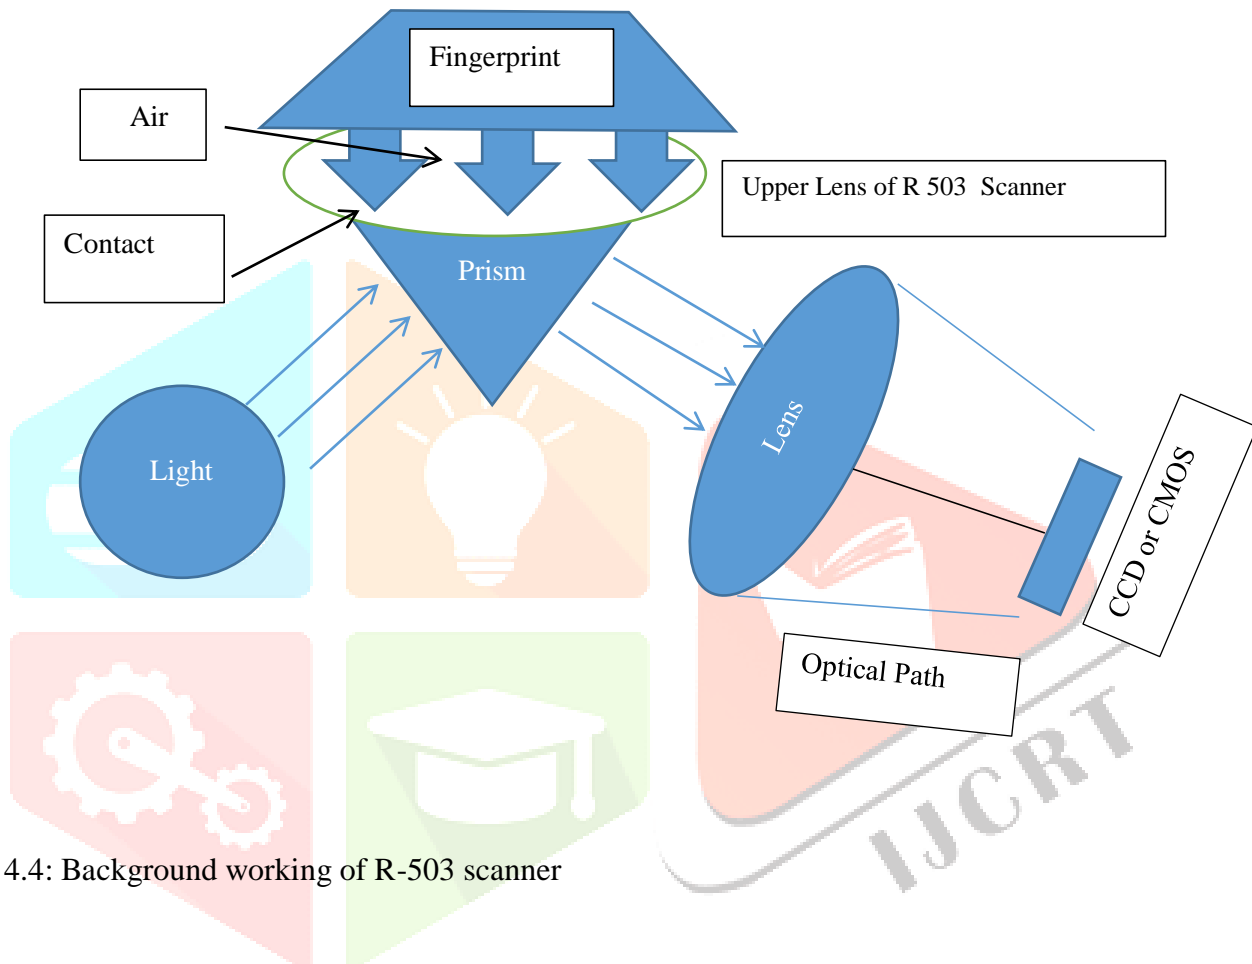 Fingerprint
Air
Upper Lens of R 503  Scanner
Contact
Prism
Lens
Light
CCD or CMOS
Optical Path
IJCRT
4.4: Background working of R-503 scanner